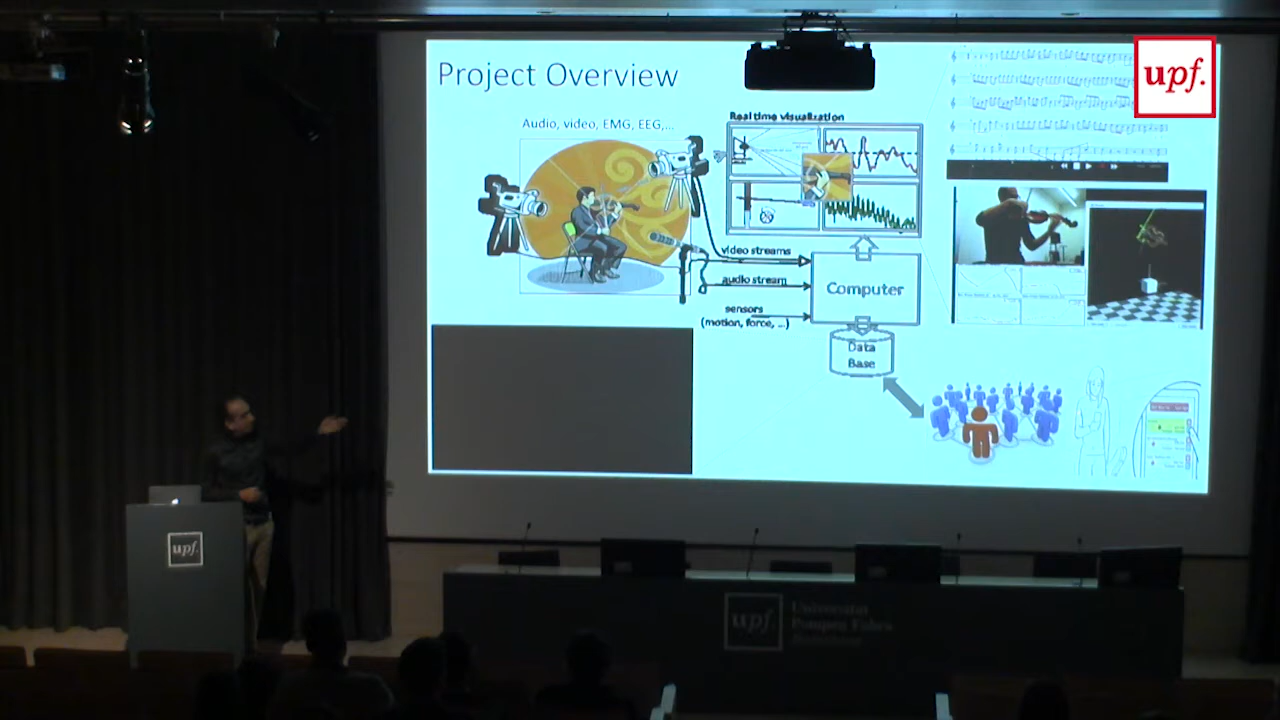 Project Overview
Audio, video, EMG, EEG,...
Real time visualization
video streams
audio stream
sensors
(motion, force, ...)
Computer
Data
Base
upf.
upf.
upf.
Universitat
Pompeu Fabra
Barcelona